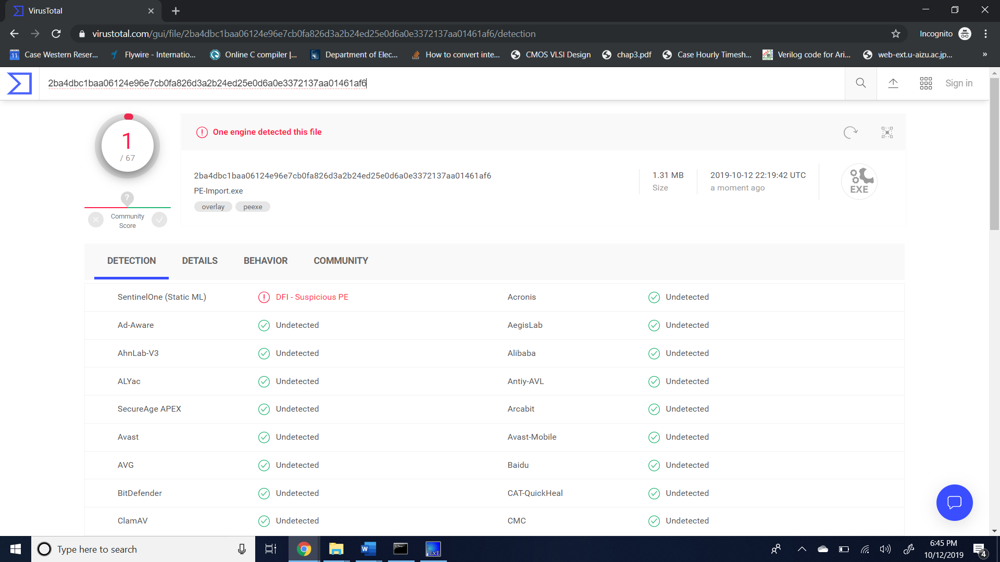 VirusTotal
virustotal.com/gui/file/2ba4dbc1baa06124e96e7cb0fa826d3a2b24ed25e0d6a0e3372137aa01461af6/detection
Incognito
11 Case Western Reser... Flywire - Internatio... Online C compiler |... Department of Elec... How to convert inte... CMOS VLSI Design chap3.pdf Case Hourly Timesh... Verilog code for Ari... web-ext.u-aizu.ac.jp... »
2ba4dbc1baa06124e96e7cb0fa826d3a2b24ed25e0d6a0e3372137aa01461af6
Sign in
1
/ 67
One engine detected this file
2ba4dbc1baa06124e96e7cb0fa826d3a2b24ed25e0d6a0e3372137aa01461af6
PE-Import.exe
overlay peexe
1.31 MB
Size
2019-10-12 22:19:42 UTC
a moment ago
EXE
?
Community
Score
DETECTION DETAILS BEHAVIOR COMMUNITY
SentinelOne (Static ML) DFI - Suspicious PE Acronis Undetected
Ad-Aware Undetected AegisLab Undetected
AhnLab-V3 Undetected Alibaba Undetected
ALYac Undetected Antiy-AVL Undetected
SecureAge APEX Undetected Arcabit Undetected
Avast Undetected Avast-Mobile Undetected
AVG Undetected Baidu Undetected
BitDefender Undetected CAT-QuickHeal Undetected
ClamAV Undetected CMC Undetected
Type here to search
W
EXE
6:45 PM
10/12/2019
4